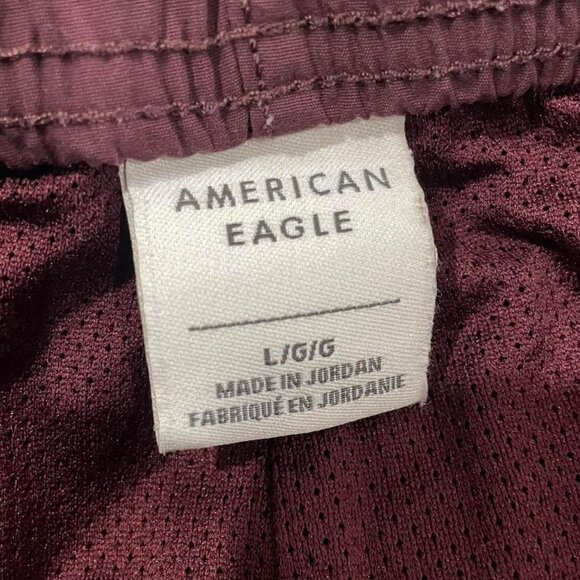 AMERICAN
EAGLE
L/G/G
MADE IN JORDAN
FABRIQUÉ EN JORDANIE